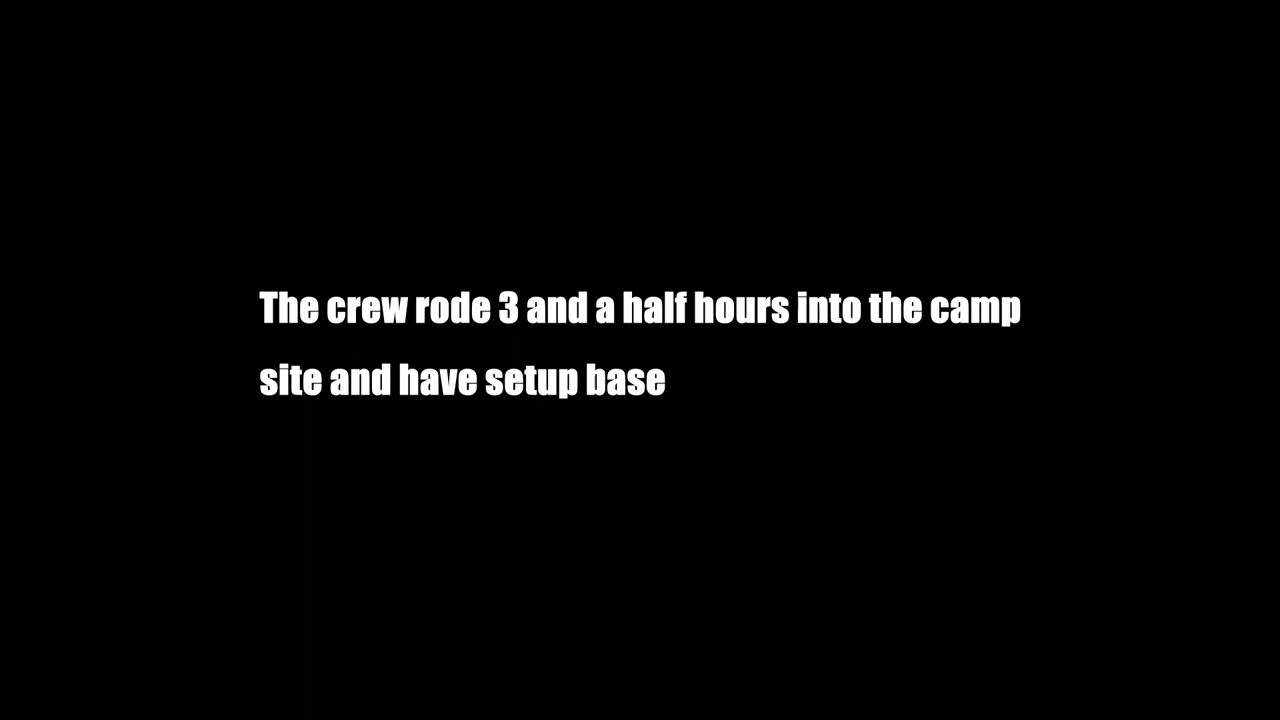 The crew rode 3 and a half hours into the camp
site and have setup base